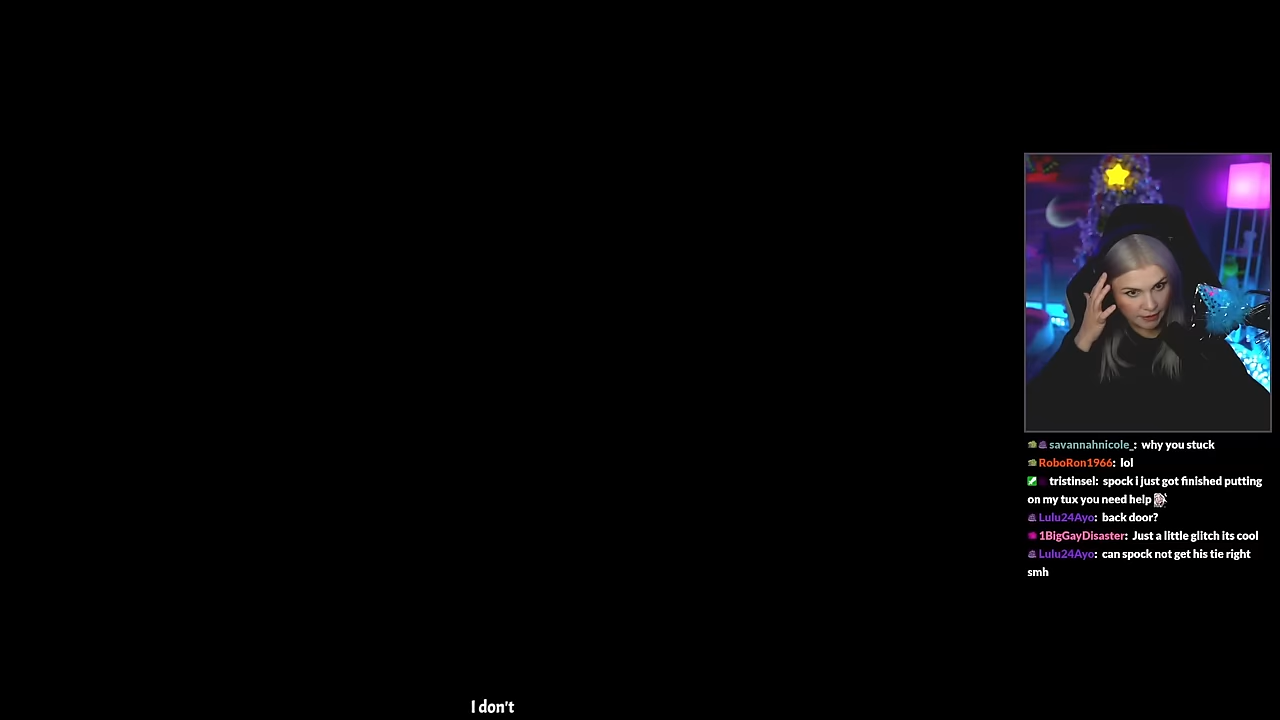 savannahnicole_: why you stuck
RoboRon1966: lol
tristinsel: spock i just got finished putting
on my tux you need help
Lulu24Ayo: back door?
1BigGayDisaster: Just a little glitch its cool
Lulu24Ayo: can spock not get his tie right
smh
I don't